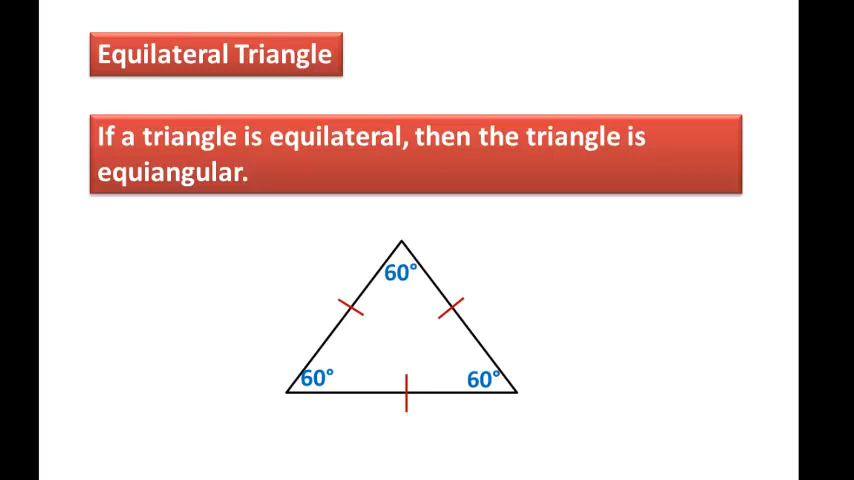 Equilateral Triangle
If a triangle is equilateral, then the triangle is
equiangular.
60°
60°
60°